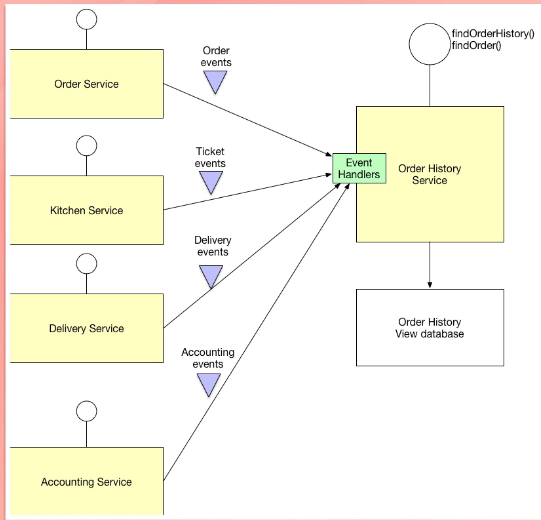 findOrderHistory()
findOrder()
Order
events
Order Service
Event
Handlers
Order History
Service
Ticket
events
Kitchen Service
Delivery
events
Delivery Service
Order History
View database
Accounting
events
Accounting Service